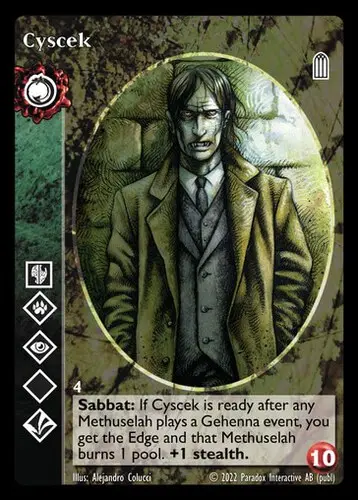 Cyscek
4
Sabbat: If Cyscek is ready after any
Methuselah plays a Gehenna event, you
get the Edge and that Methuselah
burns 1 pool. +1 stealth.
10
Illus: Alejandro Colucci © 2022 Paradox Interactive AB (publ)